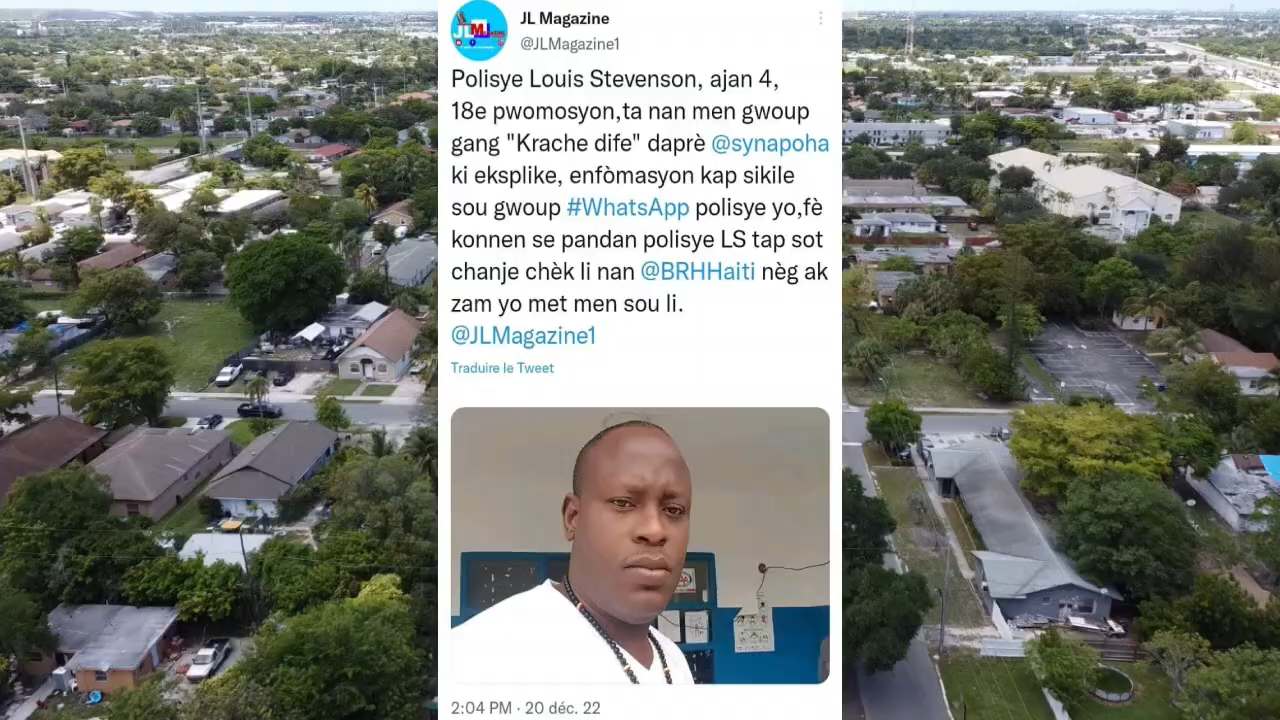 JL Magazine
@JLMagazine1
Polisye Louis Stevenson, ajan 4,
18e pwomosyon,ta nan men gwoup
gang "Krache dife" daprè @synapoha
ki eksplike, enfòmasyon kap sikile
sou gwoup #WhatsApp polisye yo,fè
konnen se pandan polisye LS tap sot
chanje chèk li nan @BRHHaiti nèg ak
zam yo met men sou li.
@JLMagazine1
Traduire le Tweet
2:04 PM · 20 déc. 22